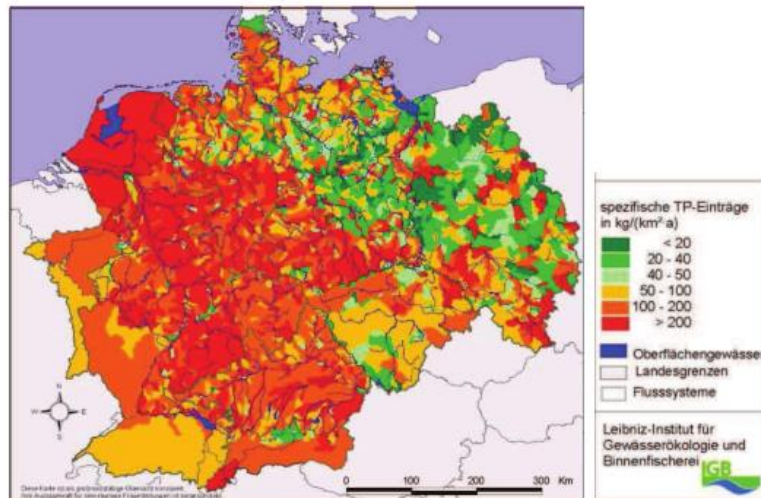 N
W
E
S
0 100 200 300 Km
spezifische TP-Einträge
in kg/(km²·a)
< 20
20 - 40
40 - 50
50 - 100
100 - 200
> 200
Oberflächengewässer
Landesgrenzen
Flusssysteme
Leibniz-Institut für
Gewässerökologie und
Binnenfischerei
IGB